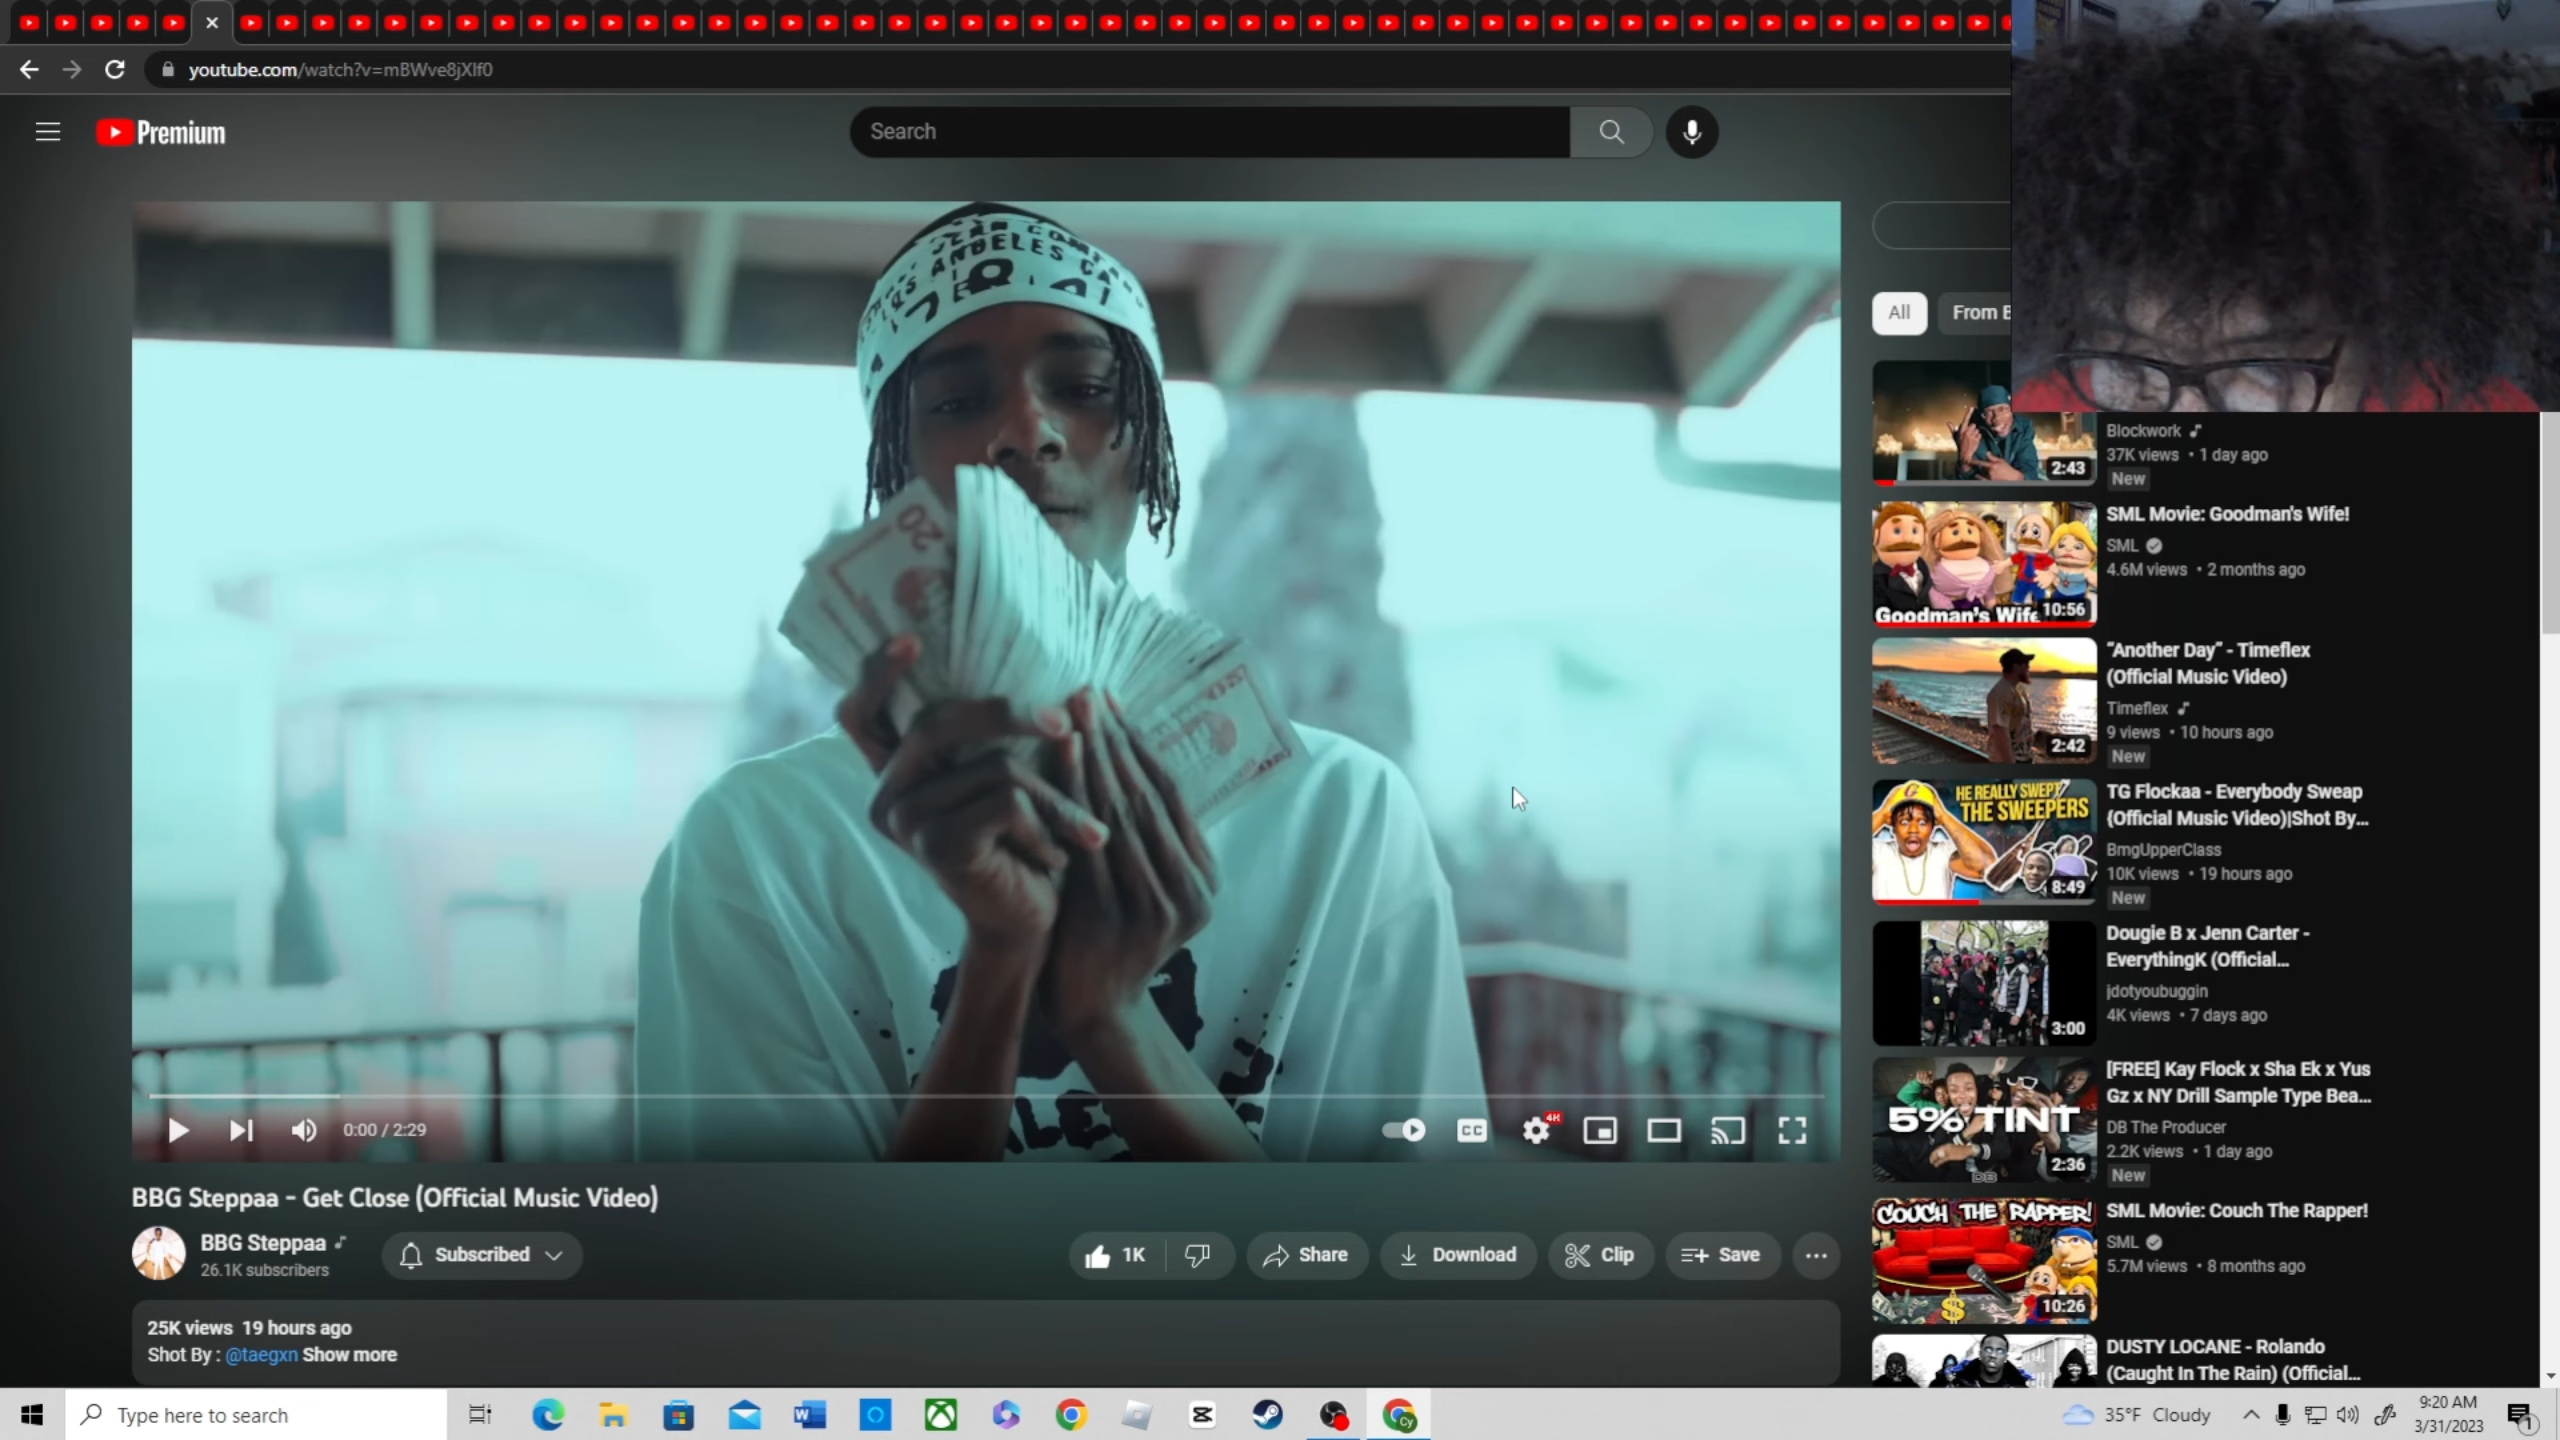 youtube.com/watch?v=mBWve8jXIf0
Premium
Search
ANGELES CA
20
0:00 / 2:29
CC
4K
BBG Steppaa - Get Close (Official Music Video)
BBG Steppaa
26.1K subscribers
Subscribed
1K
Share
Download
Clip
Save
25K views 19 hours ago
Shot By : @taegxn Show more
All
From B
2:43
Blockwork
37K views • 1 day ago
New
Goodman's Wife
10:56
SML Movie: Goodman's Wife!
SML
4.6M views • 2 months ago
2:42
"Another Day" - Timeflex
(Official Music Video)
Timeflex
9 views • 10 hours ago
New
HE REALLY SWEPT
THE SWEEPERS
8:49
TG Flockaa - Everybody Sweap
{Official Music Video)|Shot By...
BmgUpperClass
10K views • 19 hours ago
New
3:00
Dougie B x Jenn Carter -
EverythingK (Official...
jdotyoubuggin
4K views • 7 days ago
5% TINT
DB
2:36
[FREE] Kay Flock x Sha Ek x Yus
Gz x NY Drill Sample Type Bea...
DB The Producer
2.2K views • 1 day ago
New
COUCH THE RAPPER!
10:26
SML Movie: Couch The Rapper!
SML
5.7M views • 8 months ago
DUSTY LOCANE - Rolando
(Caught In The Rain) (Official...
Type here to search
Cy
35°F Cloudy
9:20 AM
3/31/2023
1